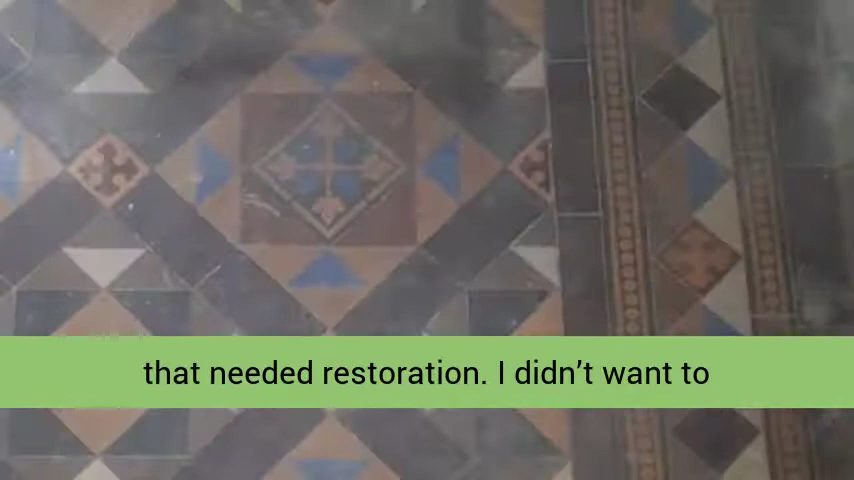 that needed restoration. I didn’t want to